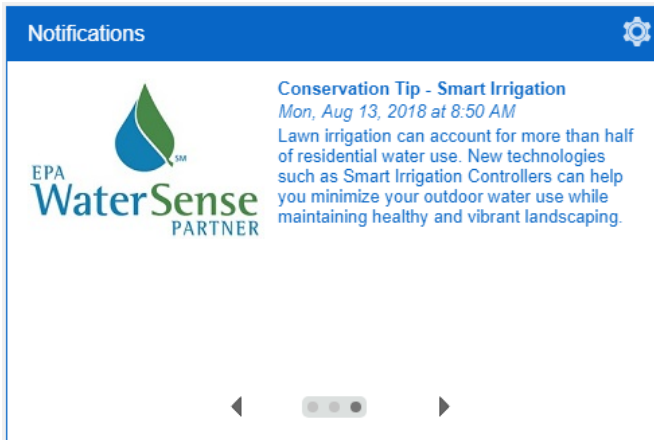 Notifications
EPA
WaterSense
PARTNER
SM
Conservation Tip - Smart Irrigation
Mon, Aug 13, 2018 at 8:50 AM
Lawn irrigation can account for more than half
of residential water use. New technologies
such as Smart Irrigation Controllers can help
you minimize your outdoor water use while
maintaining healthy and vibrant landscaping.